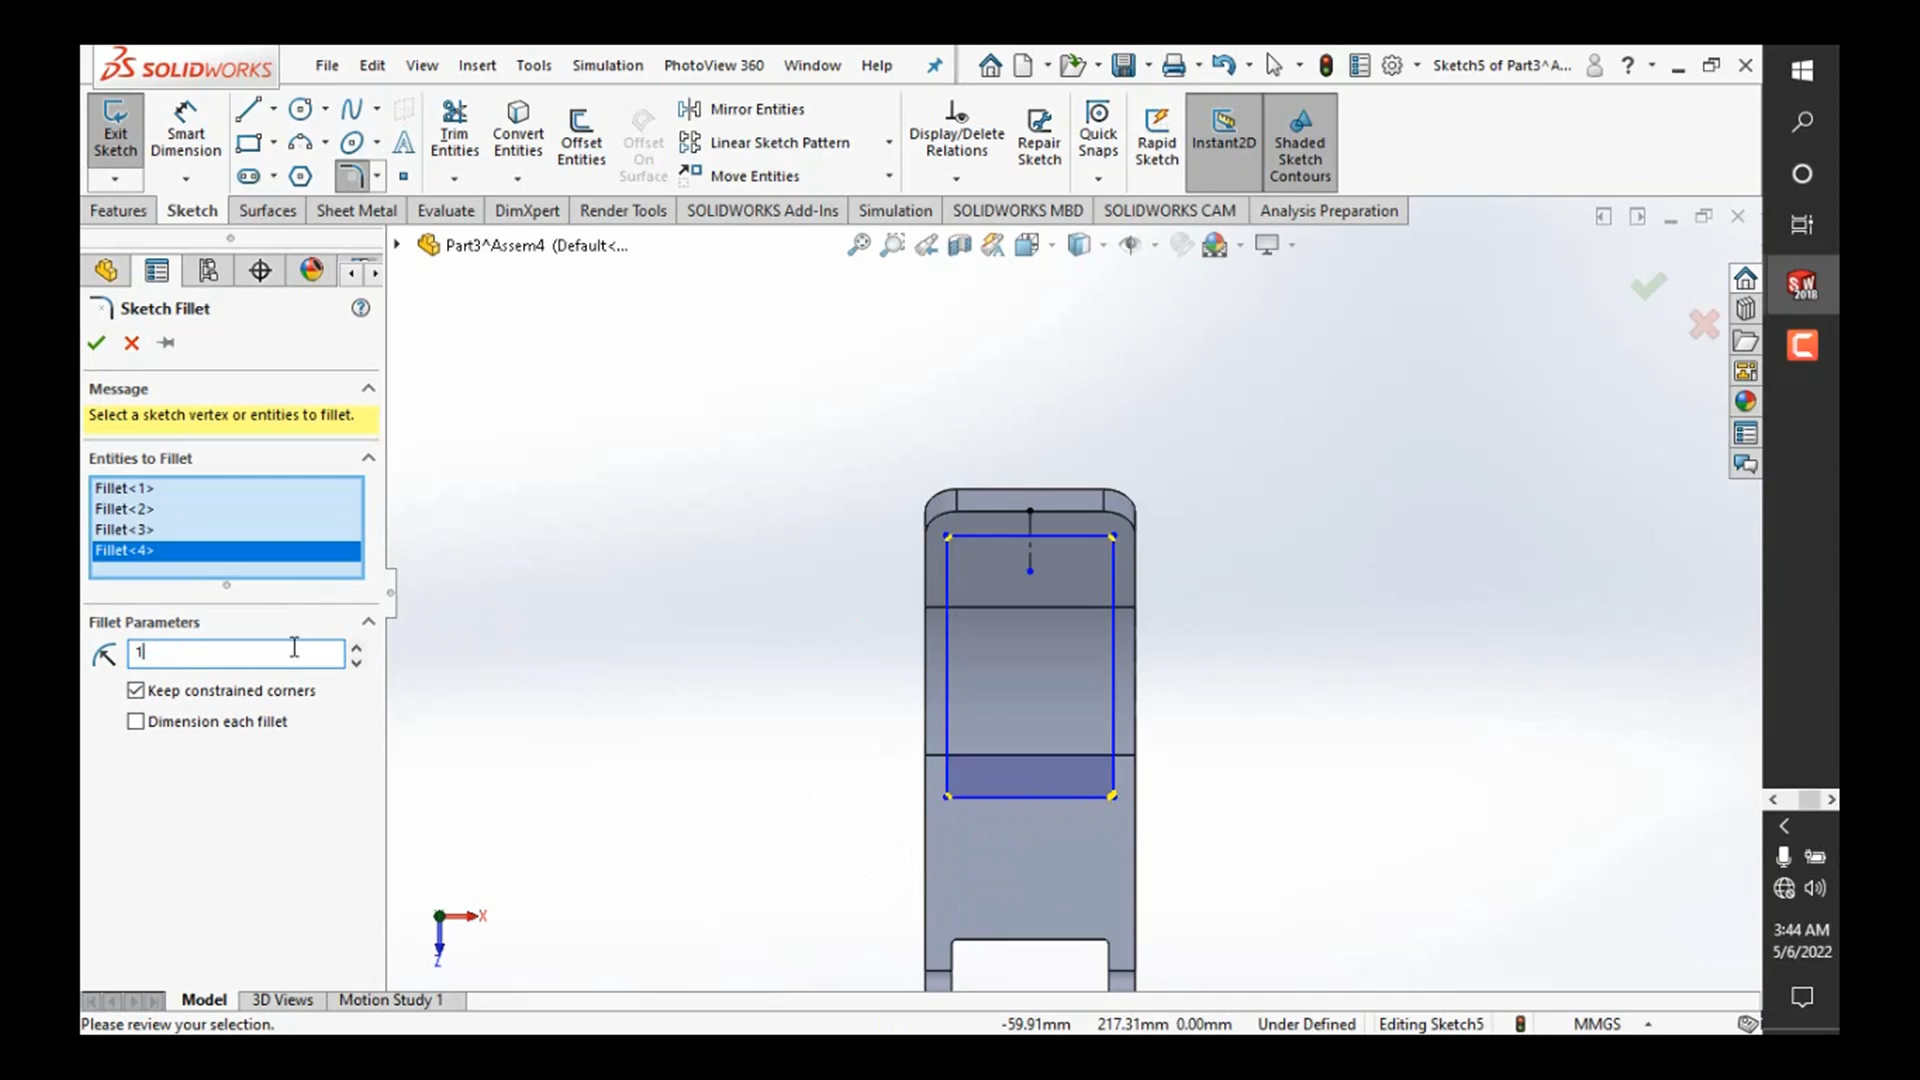 SOLIDWORKS File Edit View Insert Tools Simulation PhotoView 360 Window Help Sketch5 of Part3^A... ?
Exit Sketch
Smart Dimension
Trim Entities
Convert Entities
Offset Entities
Offset On Surface
Mirror Entities
Linear Sketch Pattern
Move Entities
Display/Delete Relations
Repair Sketch
Quick Snaps
Rapid Sketch
Instant2D
Shaded Sketch Contours
Features Sketch Surfaces Sheet Metal Evaluate DimXpert Render Tools SOLIDWORKS Add-Ins Simulation SOLIDWORKS MBD SOLIDWORKS CAM Analysis Preparation
Part3^Assem4 (Default<...
Sketch Fillet
Message
Select a sketch vertex or entities to fillet.
Entities to Fillet
Fillet<1>
Fillet<2>
Fillet<3>
Fillet<4>
Fillet Parameters
1
Keep constrained corners
Dimension each fillet
X
Z
Model 3D Views Motion Study 1
Please review your selection. -59.91mm 217.31mm 0.00mm Under Defined Editing Sketch5 MMGS
SW
2018
3:44 AM
5/6/2022